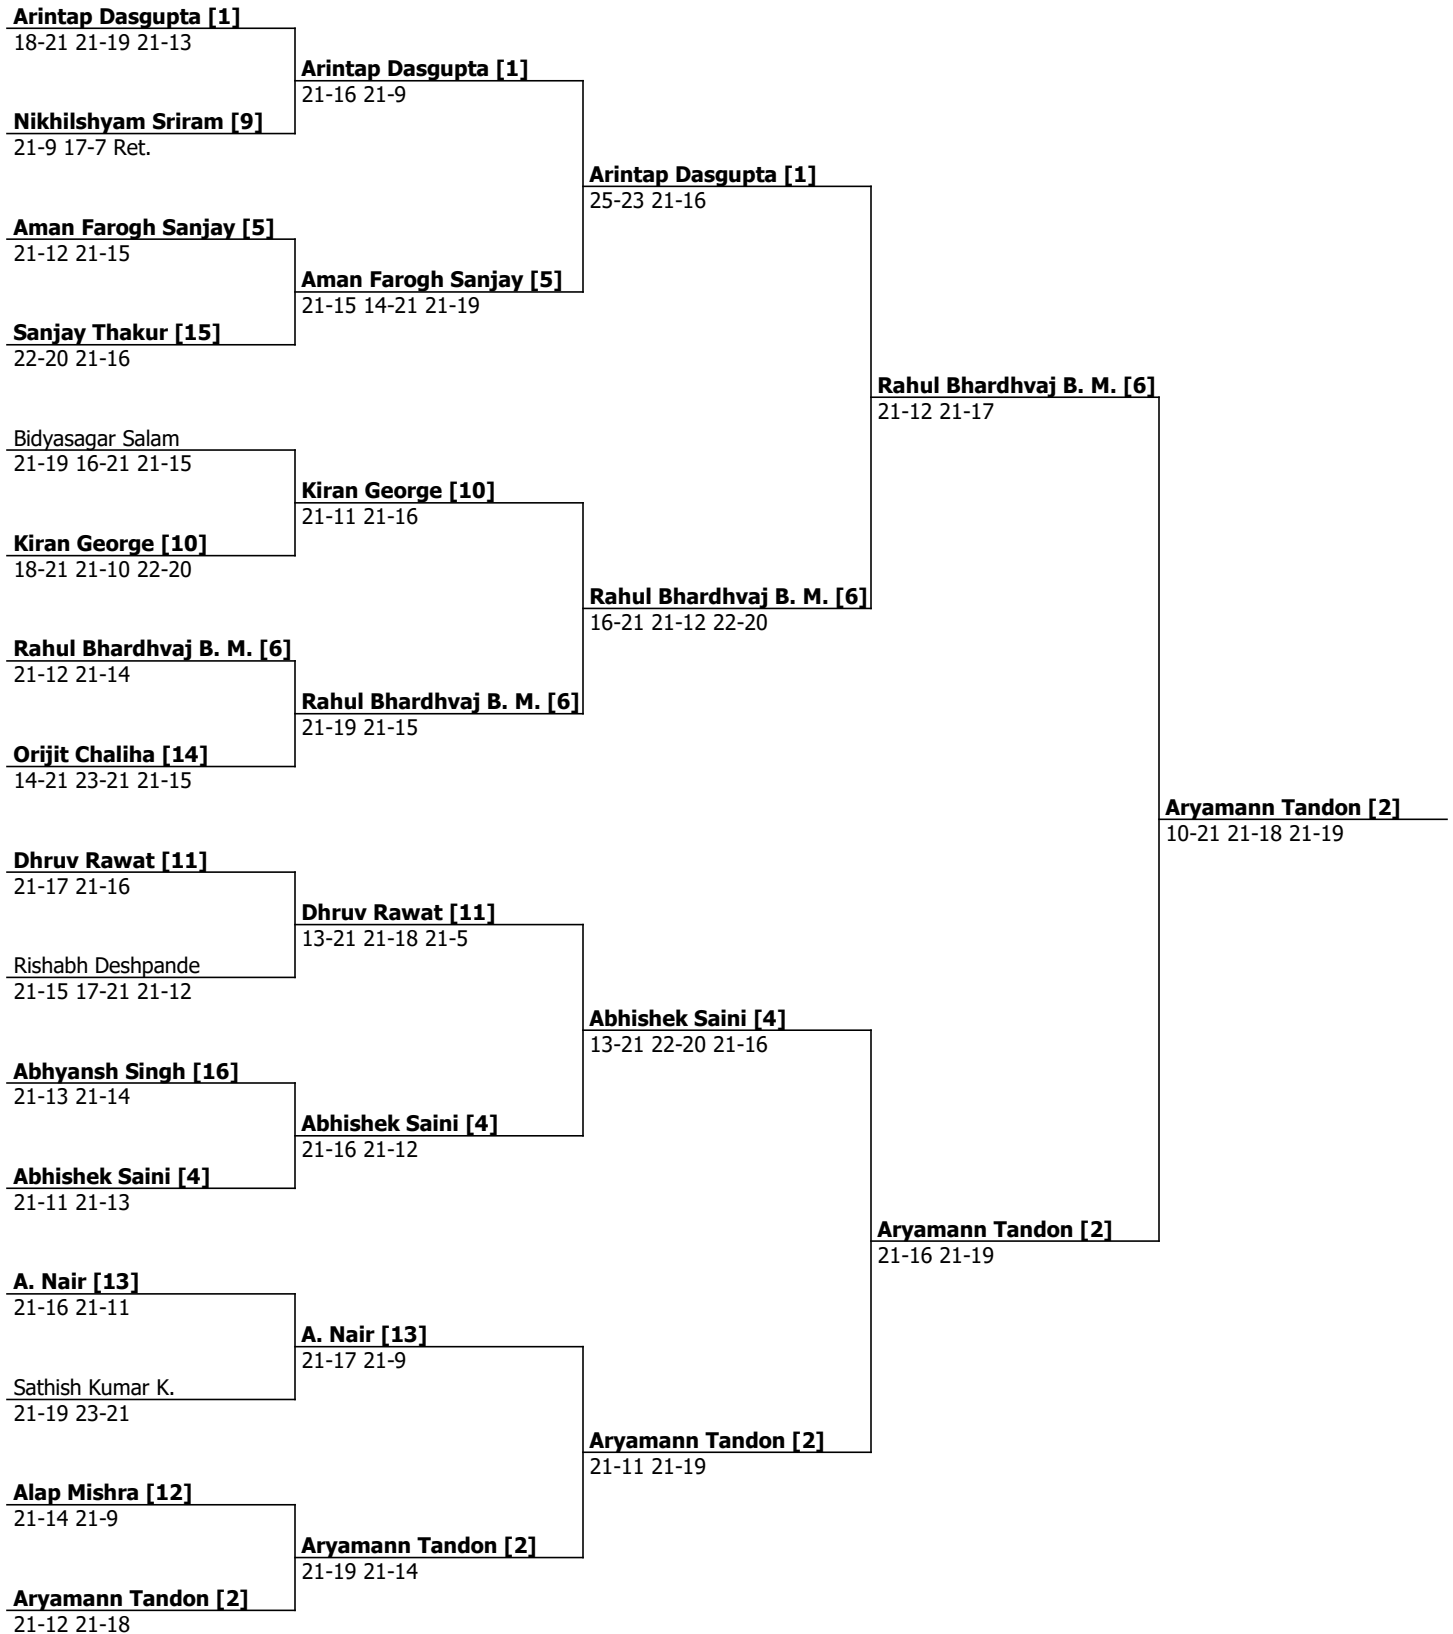 Arintap Dasgupta [1]
18-21 21-19 21-13
Arintap Dasgupta [1]
21-16 21-9
Nikhilshyam Sriram [9]
21-9 17-7 Ret.
Arintap Dasgupta [1]
25-23 21-16
Aman Farogh Sanjay [5]
21-12 21-15
Aman Farogh Sanjay [5]
21-15 14-21 21-19
Sanjay Thakur [15]
22-20 21-16
Rahul Bhardhvaj B. M. [6]
21-12 21-17
Bidyasagar Salam
21-19 16-21 21-15
Kiran George [10]
21-11 21-16
Kiran George [10]
18-21 21-10 22-20
Rahul Bhardhvaj B. M. [6]
16-21 21-12 22-20
Rahul Bhardhvaj B. M. [6]
21-12 21-14
Rahul Bhardhvaj B. M. [6]
21-19 21-15
Orijit Chaliha [14]
14-21 23-21 21-15
Aryamann Tandon [2]
10-21 21-18 21-19
Dhruv Rawat [11]
21-17 21-16
Dhruv Rawat [11]
13-21 21-18 21-5
Rishabh Deshpande
21-15 17-21 21-12
Abhishek Saini [4]
13-21 22-20 21-16
Abhyansh Singh [16]
21-13 21-14
Abhishek Saini [4]
21-16 21-12
Abhishek Saini [4]
21-11 21-13
Aryamann Tandon [2]
21-16 21-19
A. Nair [13]
21-16 21-11
A. Nair [13]
21-17 21-9
Sathish Kumar K.
21-19 23-21
Aryamann Tandon [2]
21-11 21-19
Alap Mishra [12]
21-14 21-9
Aryamann Tandon [2]
21-19 21-14
Aryamann Tandon [2]
21-12 21-18